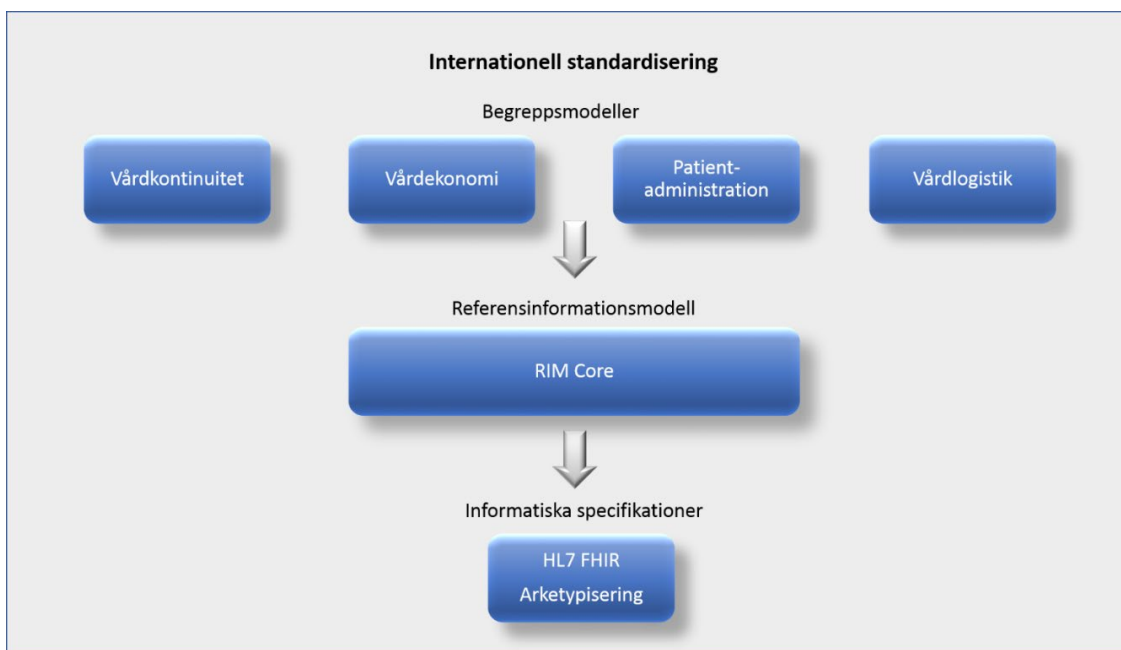 Internationell standardisering
Begreppsmodeller
Vårdkontinuitet
Vårdekonomi
Patient-
administration
Vårdlogistik
Referensinformationsmodell
RIM Core
Informatiska specifikationer
HL7 FHIR
Arketypisering